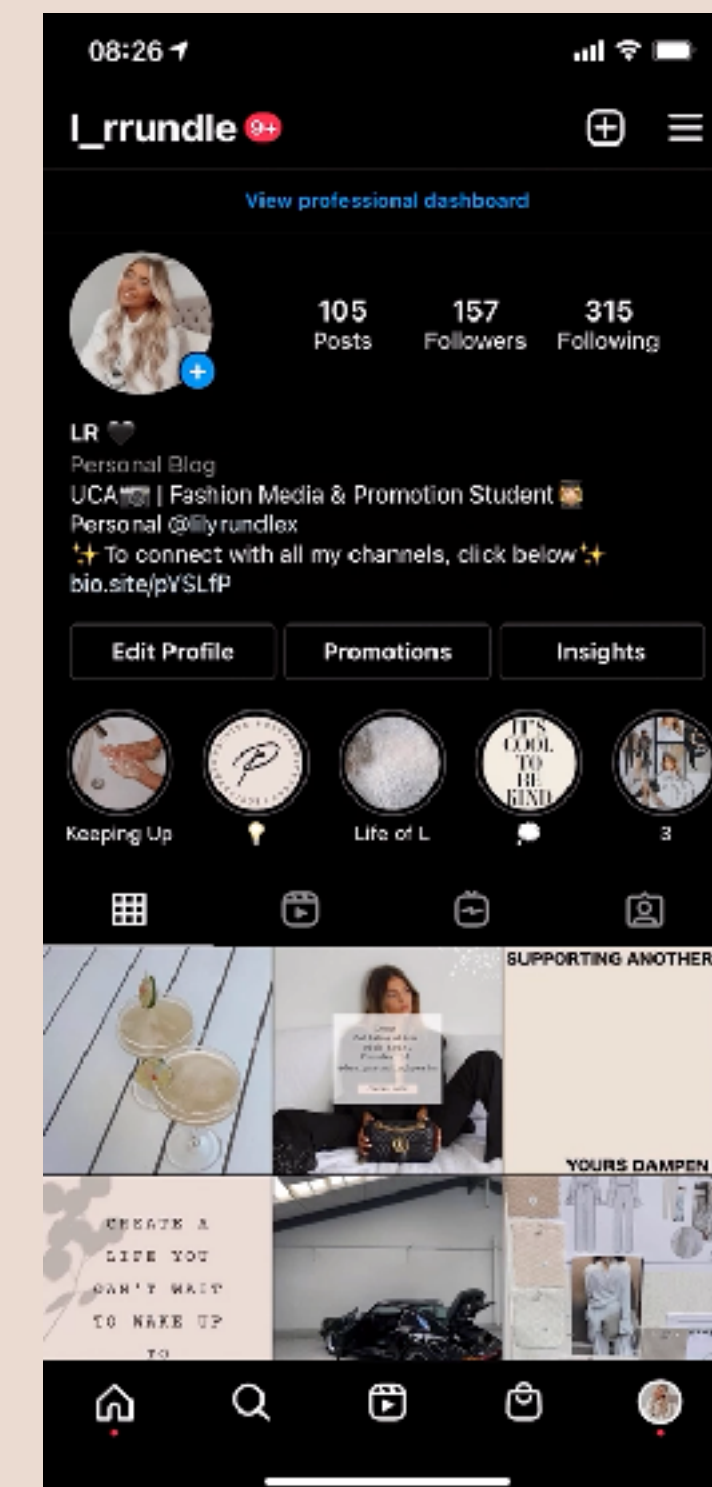 08:26
l_rrundle 9+
View professional dashboard
105 157 315
Posts Followers Following
LR 🖤
Personal Blog
UCA📷 | Fashion Media & Promotion Student👩🏼‍🎓
Personal @lilyrundlex
✨ To connect with all my channels, click below✨
bio.site/pYSLfP
Edit Profile Promotions Insights
IT'S
COOL
TO
BE
KIND
Keeping Up 💡 Life of L 💭 3
SUPPORTING ANOTHER
YOURS DAMPEN
CREATE A
LIFE YOU
CAN'T WAIT
TO WAKE UP
TO